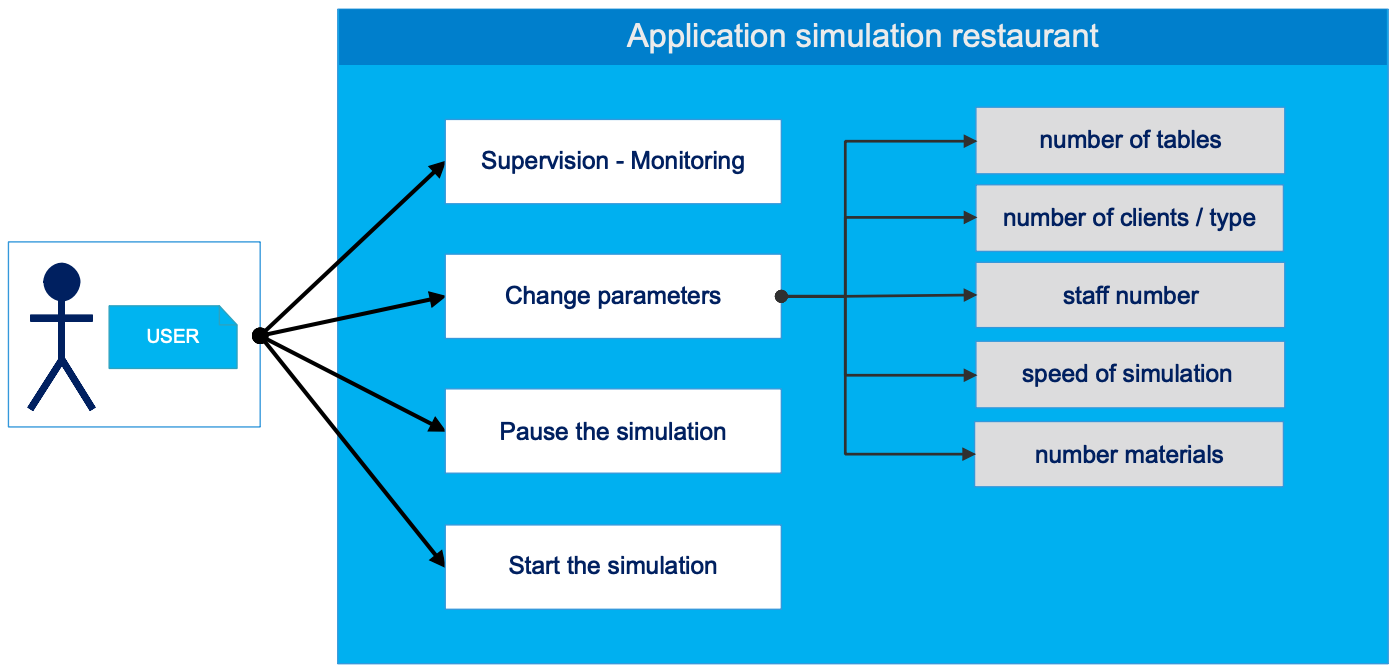 Application simulation restaurant
USER
Supervision - Monitoring
Change parameters
Pause the simulation
Start the simulation
number of tables
number of clients / type
staff number
speed of simulation
number materials